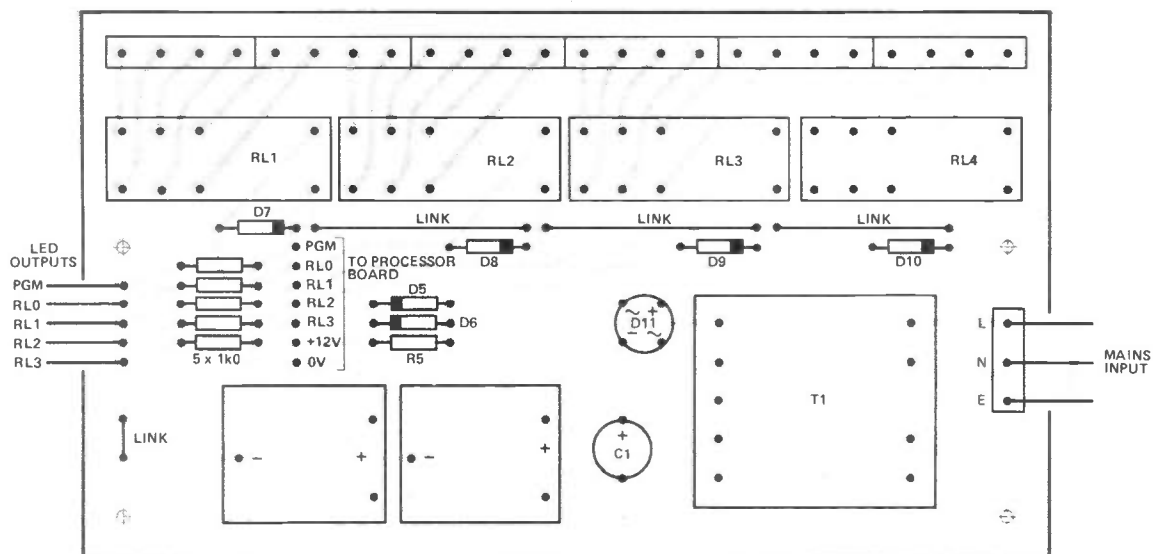 RL1
RL2
RL3
RL4
D7
LINK
LINK
LINK
D8
D9
D10
LED
OUTPUTS
PGM
RL0
RL1
RL2
RL3
5 x 1k0
PGM
RL0
RL1
RL2
RL3
+12V
0V
TO PROCESSOR
BOARD
D5
D6
R5
~ +
D11
- ~
T1
L
N
E
MAINS
INPUT
LINK
- +
- +
+
C1